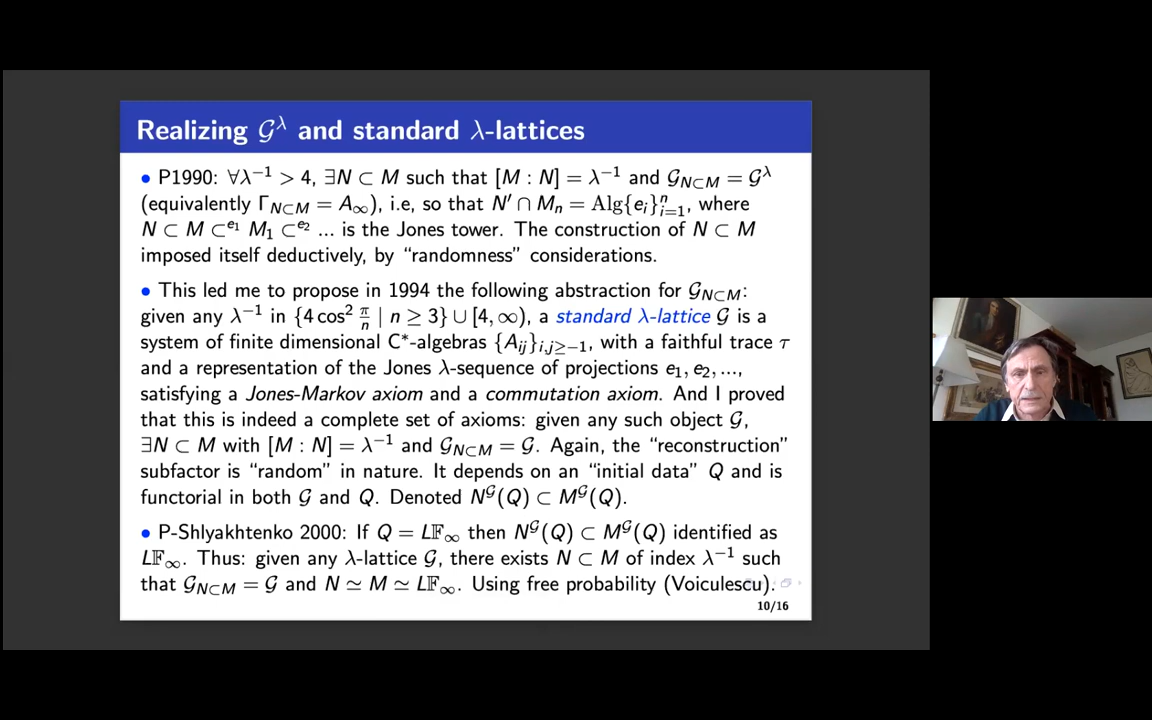 Realizing 𝒢^λ and standard λ-lattices
• P1990: ∀λ⁻¹ > 4, ∃N ⊂ M such that [M : N] = λ⁻¹ and 𝒢_{N⊂M} = 𝒢^λ
(equivalently Γ_{N⊂M} = A_∞), i.e, so that N′ ∩ M_n = Alg{e_i}_{i=1}^n, where
N ⊂ M ⊂^{e_1} M_1 ⊂^{e_2} ... is the Jones tower. The construction of N ⊂ M
imposed itself deductively, by “randomness” considerations.
• This led me to propose in 1994 the following abstraction for 𝒢_{N⊂M}:
given any λ⁻¹ in {4 cos² π/n | n ≥ 3} ∪ [4, ∞), a standard λ-lattice 𝒢 is a
system of finite dimensional C*-algebras {A_{ij}}_{i,j≥−1}, with a faithful trace τ
and a representation of the Jones λ-sequence of projections e_1, e_2, ...,
satisfying a Jones-Markov axiom and a commutation axiom. And I proved
that this is indeed a complete set of axioms: given any such object 𝒢,
∃N ⊂ M with [M : N] = λ⁻¹ and 𝒢_{N⊂M} = 𝒢. Again, the “reconstruction”
subfactor is “random” in nature. It depends on an “initial data” Q and is
functorial in both 𝒢 and Q. Denoted N^𝒢(Q) ⊂ M^𝒢(Q).
• P-Shlyakhtenko 2000: If Q = L𝔽_∞ then N^𝒢(Q) ⊂ M^𝒢(Q) identified as
L𝔽_∞. Thus: given any λ-lattice 𝒢, there exists N ⊂ M of index λ⁻¹ such
that 𝒢_{N⊂M} = 𝒢 and N ≃ M ≃ L𝔽_∞. Using free probability (Voiculescu).
10/16